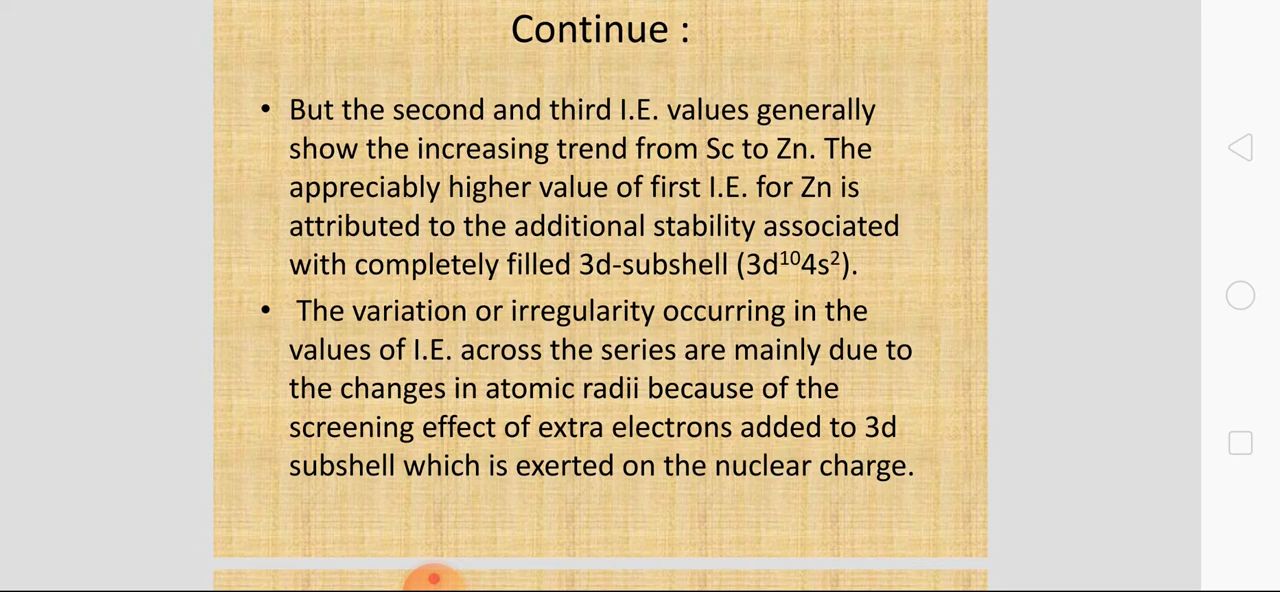 Continue :
• But the second and third I.E. values generally
show the increasing trend from Sc to Zn. The
appreciably higher value of first I.E. for Zn is
attributed to the additional stability associated
with completely filled 3d-subshell (3d¹⁰4s²).
• The variation or irregularity occurring in the
values of I.E. across the series are mainly due to
the changes in atomic radii because of the
screening effect of extra electrons added to 3d
subshell which is exerted on the nuclear charge.